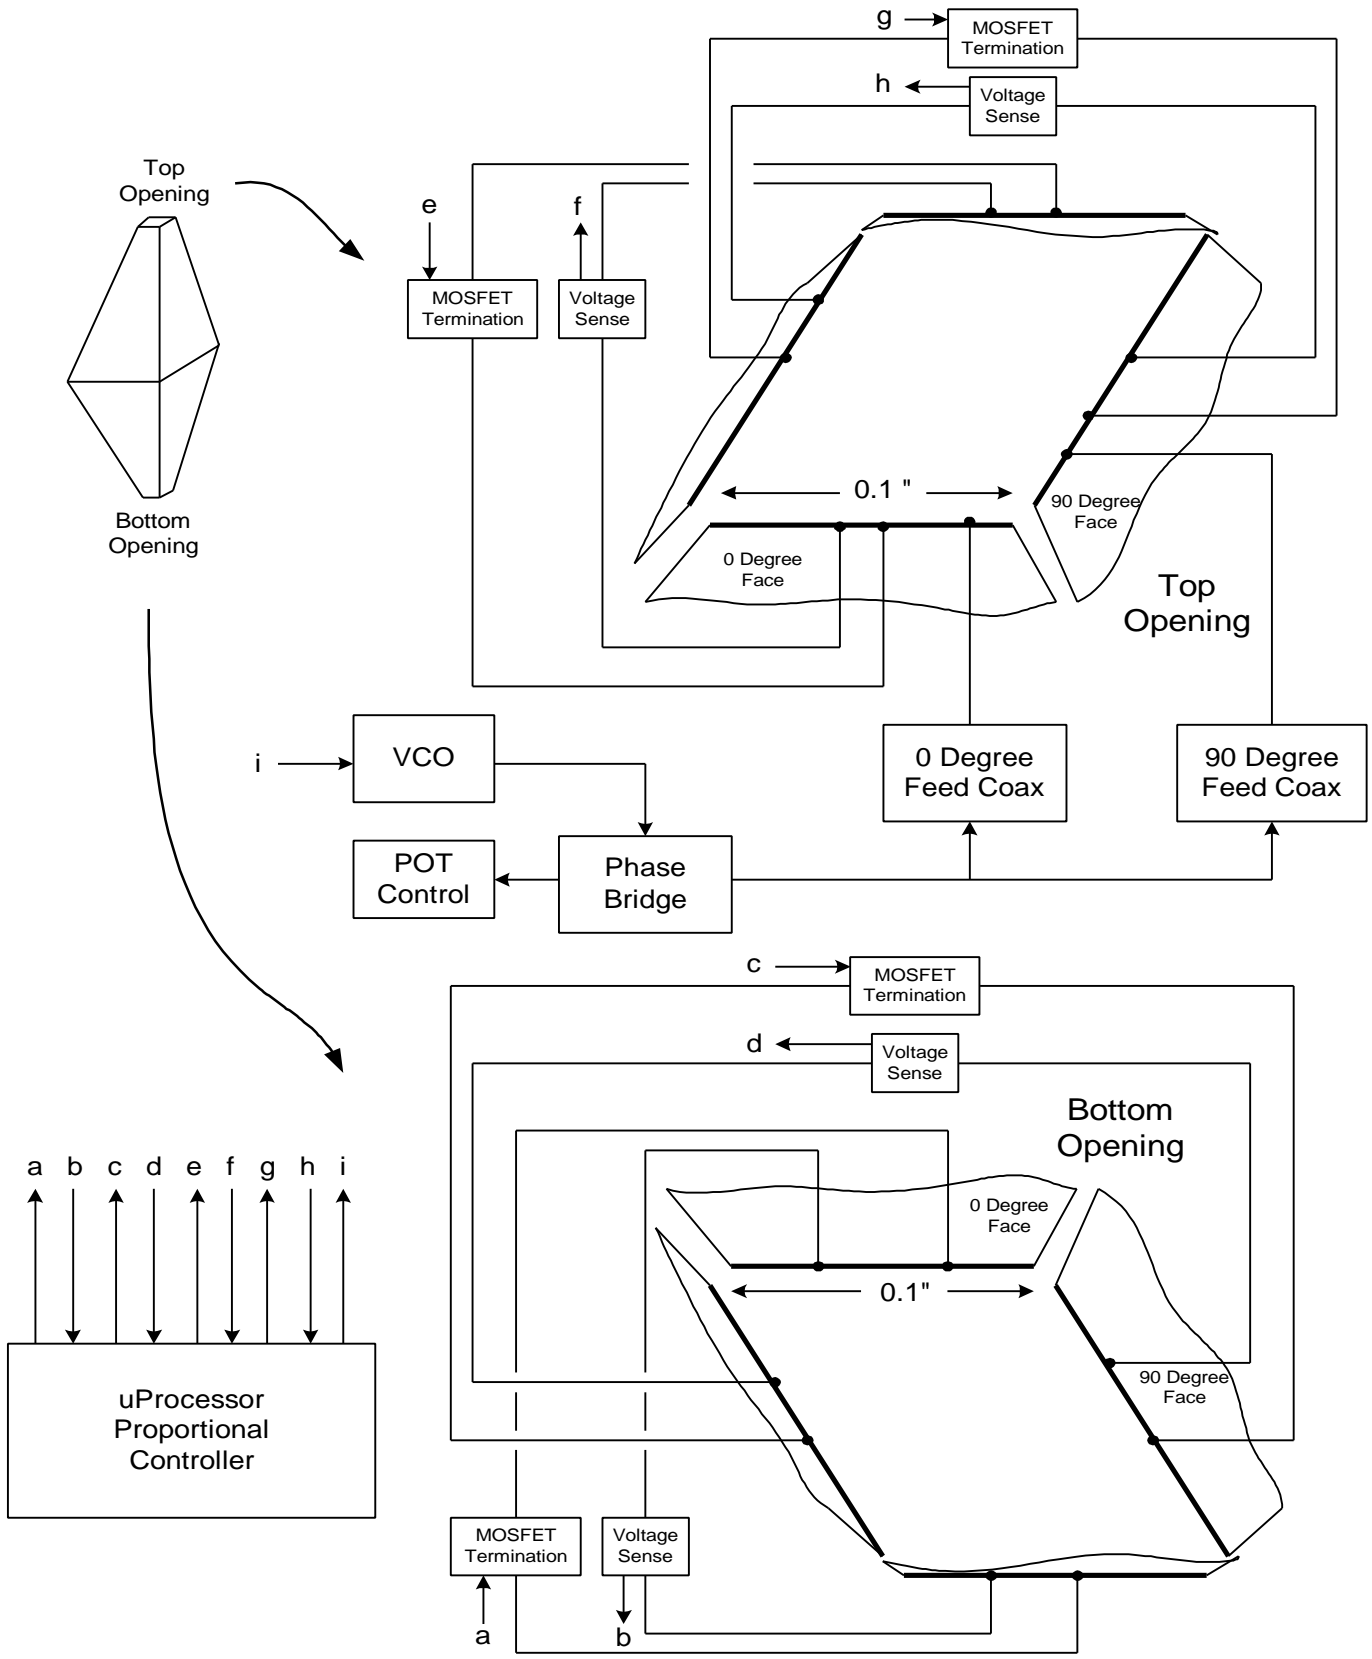 g
MOSFET
Termination
h
Voltage
Sense
Top
Opening
e
f
MOSFET
Termination
Voltage
Sense
0.1 "
90 Degree
Face
0 Degree
Face
Top
Opening
Bottom
Opening
i
VCO
0 Degree
Feed Coax
90 Degree
Feed Coax
POT
Control
Phase
Bridge
c
MOSFET
Termination
d
Voltage
Sense
Bottom
Opening
a b c d e f g h i
0 Degree
Face
0.1"
90 Degree
Face
uProcessor
Proportional
Controller
MOSFET
Termination
Voltage
Sense
a
b